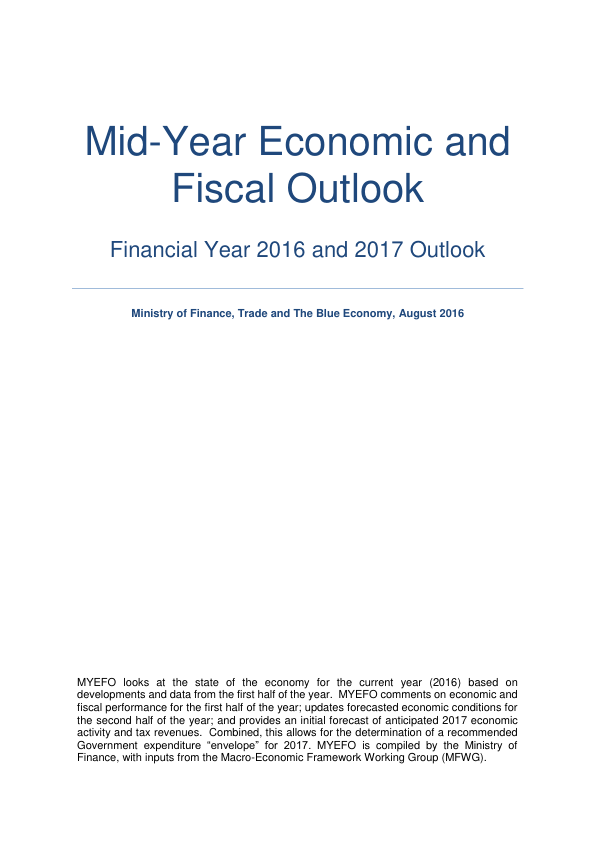 Mid-Year Economic and
Fiscal Outlook
Financial Year 2016 and 2017 Outlook
Ministry of Finance, Trade and The Blue Economy, August 2016
MYEFO looks at the state of the economy for the current year (2016) based on
developments and data from the first half of the year. MYEFO comments on economic and
fiscal performance for the first half of the year; updates forecasted economic conditions for
the second half of the year; and provides an initial forecast of anticipated 2017 economic
activity and tax revenues. Combined, this allows for the determination of a recommended
Government expenditure “envelope” for 2017. MYEFO is compiled by the Ministry of
Finance, with inputs from the Macro-Economic Framework Working Group (MFWG).